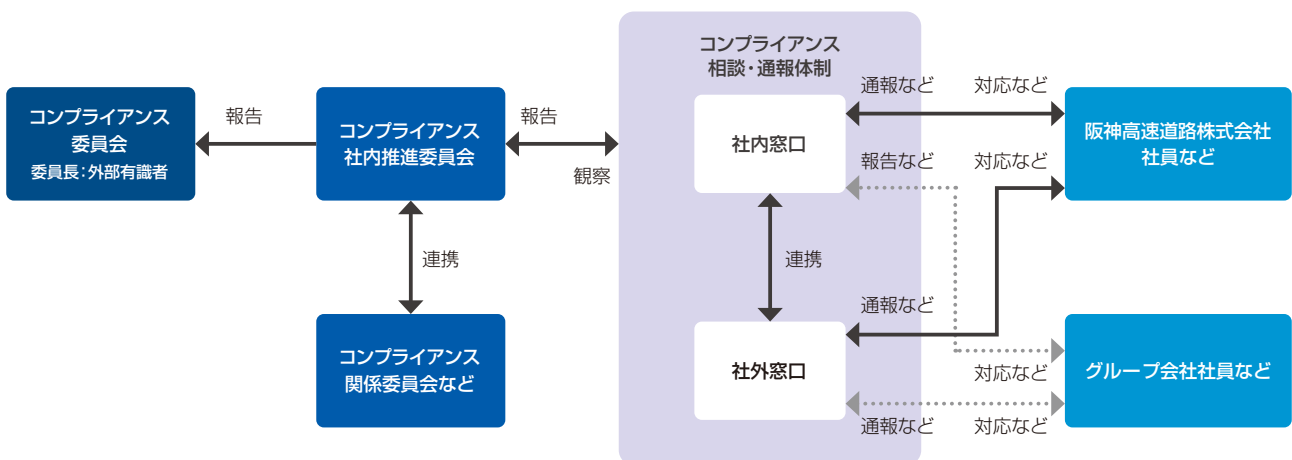 コンプライアンス
委員会
委員長：外部有識者
報告
コンプライアンス
社内推進委員会
報告
観察
連携
コンプライアンス
関係委員会など
コンプライアンス
相談・通報体制
社内窓口
連携
社外窓口
通報など
対応など
報告など
対応など
通報など
対応など
通報など
対応など
阪神高速道路株式会社
社員など
グループ会社社員など